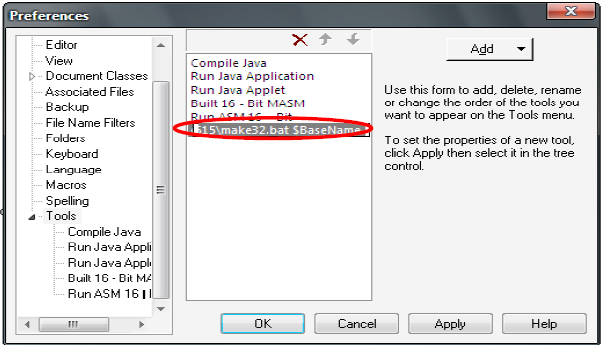 Preferences
Editor
View
Document Classes
Associated Files
Backup
File Name Filters
Folders
Keyboard
Language
Macros
Spelling
Tools
Compile Java
Run Java Appli
Run Java Apple
Built 16 - Bit MA
Run ASM 16
Compile Java
Run Java Application
Run Java Applet
Built 16 - Bit MASM
Run ASM 16 - Bit
615\make32.bat $BaseName
Add
Use this form to add, delete, rename
or change the order of the tools you
want to appear on the Tools menu.
To set the properties of a new tool,
click Apply then select it in the tree
control.
OK
Cancel
Apply
Help